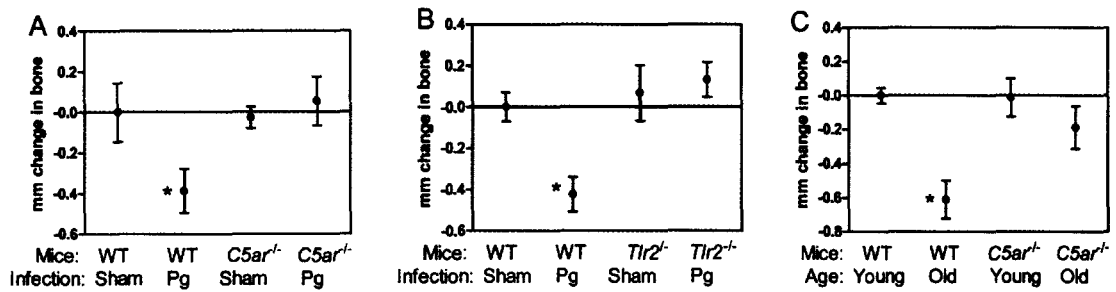 A
mm change in bone
0.4
0.2
-0.0
-0.2
-0.4
-0.6
*
Mice: WT WT C5ar-/- C5ar-/-
Infection: Sham Pg Sham Pg
B
mm change in bone
0.4
0.2
-0.0
-0.2
-0.4
-0.6
*
Mice: WT WT Tlr2-/- Tlr2-/-
Infection: Sham Pg Sham Pg
C
mm change in bone
0.4
0.2
-0.0
-0.2
-0.4
-0.6
-0.8
*
Mice: WT WT C5ar-/- C5ar-/-
Age: Young Old Young Old